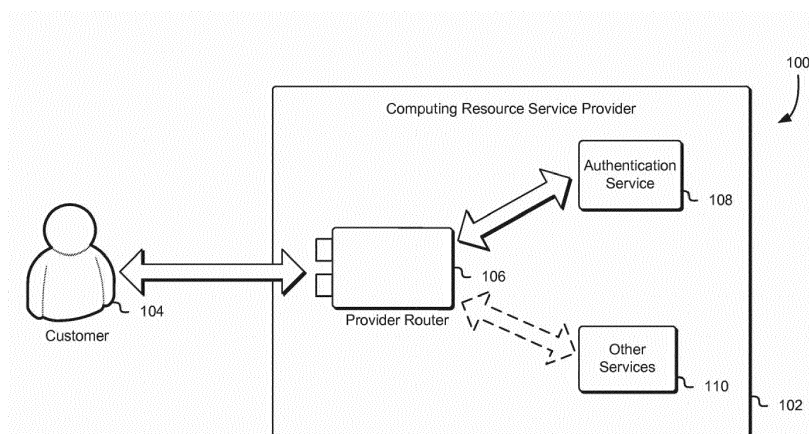 100
Computing Resource Service Provider
Authentication
Service
108
106
104
Provider Router
Customer
Other
Services
110
102